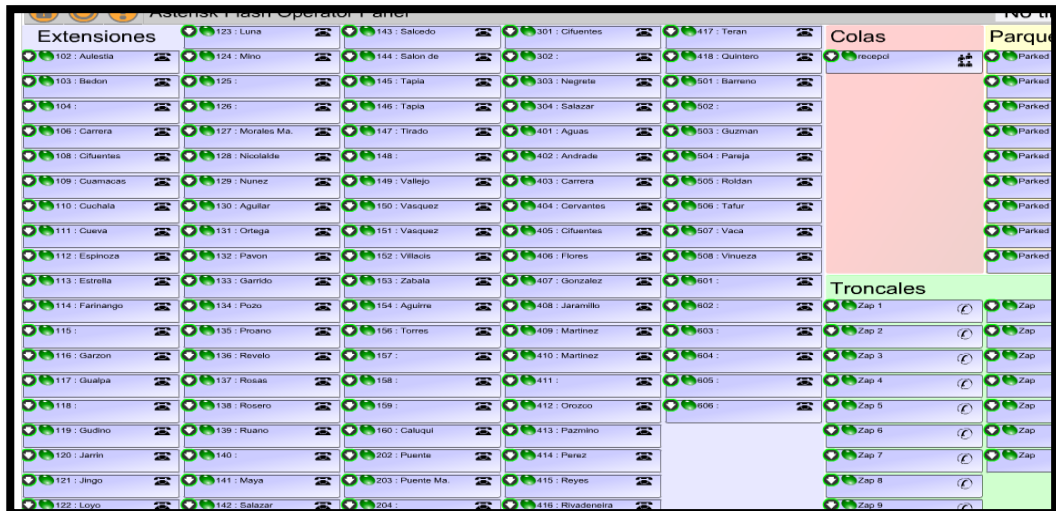 Asterisk Flash Operator Panel
Extensiones
102 : Aulestia
103 : Bedon
104 :
106 : Carrera
108 : Cifuentes
109 : Cuamacas
110 : Cuchala
111 : Cueva
112 : Espinoza
113 : Estrella
114 : Farinango
115 :
116 : Garzon
117 : Gualpa
118 :
119 : Gudino
120 : Jarrin
121 : Jingo
122 : Loyo
123 : Luna
124 : Mino
125 :
126 :
127 : Morales Ma.
128 : Nicolalde
129 : Nunez
130 : Aguilar
131 : Ortega
132 : Pavon
133 : Garrido
134 : Pozo
135 : Proano
136 : Revelo
137 : Rosas
138 : Rosero
139 : Ruano
140 :
141 : Maya
142 : Salazar
143 : Salcedo
144 : Salon de
145 : Tapia
146 : Tapia
147 : Tirado
148 :
149 : Vallejo
150 : Vasquez
151 : Vasquez
152 : Villacis
153 : Zabala
154 : Aguirre
156 : Torres
157 :
158 :
159 :
160 : Caluqui
202 : Puente
203 : Puente Ma.
204 :
301 : Cifuentes
302 :
303 : Negrete
304 : Salazar
401 : Aguas
402 : Andrade
403 : Carrera
404 : Cervantes
405 : Cifuentes
406 : Flores
407 : Gonzalez
408 : Jaramillo
409 : Martinez
410 : Martinez
411 :
412 : Orozco
413 : Pazmino
414 : Perez
415 : Reyes
416 : Rivadeneira
417 : Teran
418 : Quintero
501 : Barreno
502 :
503 : Guzman
504 : Pareja
505 : Roldan
506 : Tafur
507 : Vaca
508 : Vinueza
601 :
602 :
603 :
604 :
605 :
606 :
Colas
recepci
Parque
Parked
Parked
Parked
Parked
Parked
Parked
Parked
Parked
Parked
Troncales
Zap 1
Zap 2
Zap 3
Zap 4
Zap 5
Zap 6
Zap 7
Zap 8
Zap 9
Zap
Zap
Zap
Zap
Zap
Zap
Zap